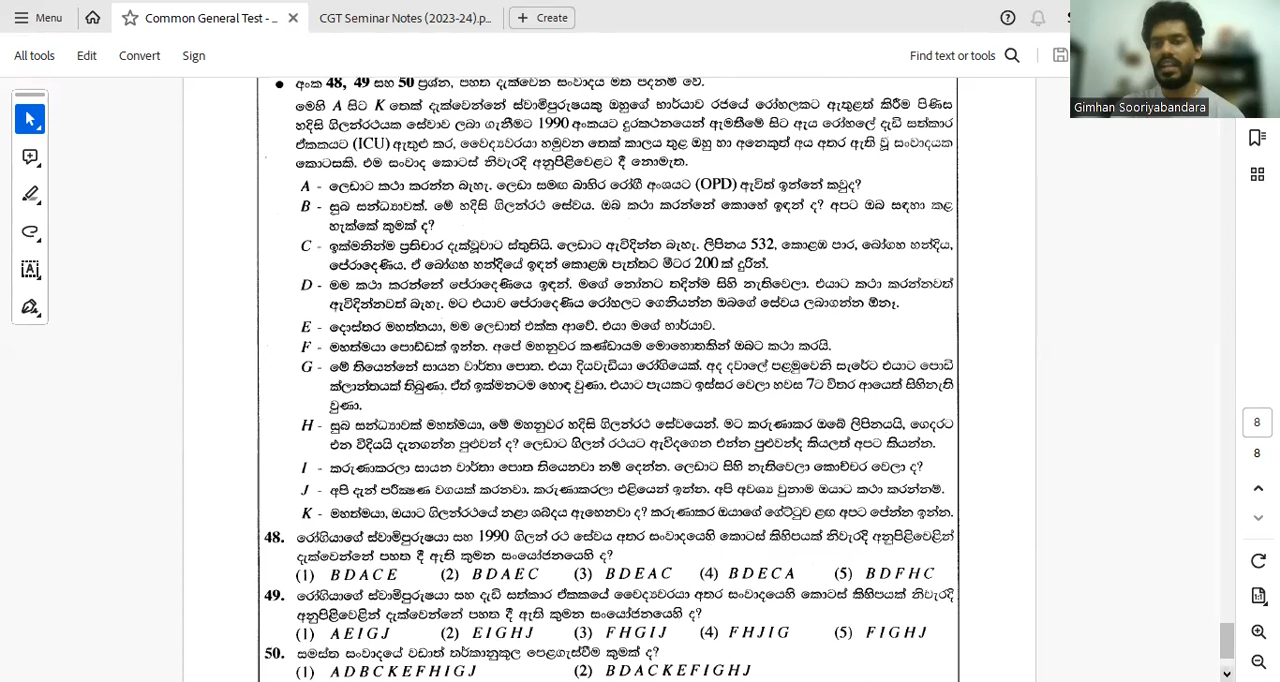 Menu
Common General Test - ...
CGT Seminar Notes (2023-24).p...
Create
All tools
Edit
Convert
Sign
Find text or tools
Gimhan Sooriyabandara
● අංක 48, 49 සහ 50 ප්‍රශ්න, පහත දැක්වෙන සංවාදය මත පදනම් වේ.
මෙහි A සිට K තෙක් දැක්වෙන්නේ ස්වාමිපුරුෂයකු ඔහුගේ භාර්යාව රජයේ රෝහලකට ඇතුළත් කිරීම පිණිස
හදිසි ගිලන්රථයක සේවාව ලබා ගැනීමට 1990 අංකයට දුරකථනයෙන් ඇමතීමේ සිට ඇය රෝහලේ දැඩි සත්කාර
ඒකකයට (ICU) ඇතුළු කර, වෛද්‍යවරයා හමුවන තෙක් කාලය තුළ ඔහු හා අනෙකුත් අය අතර ඇති වූ සංවාදයක
කොටසකි. එම සංවාද කොටස් නිවැරදි අනුපිළිවෙළට දී නොමැත.
A - ලෙඩාට කථා කරන්න බැහැ. ලෙඩා සමඟ බාහිර රෝගී අංශයට (OPD) ඇවිත් ඉන්නේ කවුද?
B - සුබ සන්ධ්‍යාවක්. මේ හදිසි ගිලන්රථ සේවය. ඔබ කථා කරන්නේ කොහේ ඉඳන් ද? අපට ඔබ සඳහා කළ
හැක්කේ කුමක් ද?
C - ඉක්මනින්ම ප්‍රතිචාර දැක්වූවාට ස්තූතියි. ලෙඩාට ඇවිදින්න බැහැ. ලිපිනය 532, කොළඹ පාර, බෝගහ හන්දිය,
පේරාදෙණිය. ඒ බෝගහ හන්දියේ ඉඳන් කොළඹ පැත්තට මීටර 200 ක් දුරින්.
D - මම කථා කරන්නේ පේරාදෙණියෙ ඉඳන්. මගේ නෝනට තදින්ම සිහි නැතිවෙලා. එයාට කථා කරන්නවත්
ඇවිදින්නවත් බැහැ. මට එයාව පේරාදෙණිය රෝහලට ගෙනියන්න ඔබගේ සේවය ලබාගන්න ඕනෑ.
E - දොස්තර මහත්තයා, මම ලෙඩාත් එක්ක ආවේ. එයා මගේ භාර්යාව.
F - මහත්මයා පොඩ්ඩක් ඉන්න. අපේ මහනුවර කණ්ඩායම මොහොතකින් ඔබට කථා කරයි.
G - මේ තියෙන්නේ සායන වාර්තා පොත. එයා දියවැඩියා රෝගියෙක්. අද දවාලේ පළමුවෙනි සැරේට එයාට පොඩි
ක්ලාන්තයක් තිබුණා. ඒත් ඉක්මනටම හොඳ වුණා. එයාට පැයකට ඉස්සර වෙලා හවස 7ට විතර ආයෙත් සිහිනැති
වුණා.
H - සුබ සන්ධ්‍යාවක් මහත්මයා, මේ මහනුවර හදිසි ගිලන්රථ සේවයෙන්. මට කරුණාකර ඔබේ ලිපිනයයි, ගෙදරට
එන විදියයි දැනගන්න පුළුවන් ද? ලෙඩාට ගිලන් රථයට ඇවිදගෙන එන්න පුළුවන්ද කියලත් අපට කියන්න.
I - කරුණාකරලා සායන වාර්තා පොත තියෙනවා නම් දෙන්න. ලෙඩාට සිහි නැතිවෙලා කොච්චර වෙලා ද?
J - අපි දැන් පරීක්ෂණ වගයක් කරනවා. කරුණාකරලා එළියෙන් ඉන්න. අපි අවශ්‍ය වුනාම ඔයාට කථා කරන්නම්.
K - මහත්මයා, ඔයාට ගිලන්රථයේ නළා ශබ්දය ඇහෙනවා ද? කරුණාකර ඔයාගේ ගේට්ටුව ළඟ අපට පේන්න ඉන්න.
48. රෝගියාගේ ස්වාමිපුරුෂයා සහ 1990 ගිලන් රථ සේවය අතර සංවාදයෙහි කොටස් කිහිපයක් නිවැරදි අනුපිළිවෙළින්
දැක්වෙන්නේ පහත දී ඇති කුමන සංයෝජනයෙහි ද?
(1) B D A C E (2) B D A E C (3) B D E A C (4) B D E C A (5) B D F H C
49. රෝගියාගේ ස්වාමිපුරුෂයා සහ දැඩි සත්කාර ඒකකයේ වෛද්‍යවරයා අතර සංවාදයෙහි කොටස් කිහිපයක් නිවැරදි
අනුපිළිවෙළින් දැක්වෙන්නේ පහත දී ඇති කුමන සංයෝජනයෙහි ද?
(1) A E I G J (2) E I G H J (3) F H G I J (4) F H J I G (5) F I G H J
50. සමස්ත සංවාදයේ වඩාත් තර්කානුකූල පෙළගැස්වීම කුමක් ද?
(1) A D B C K E F H I G J (2) B D A C K E F I G H J
8
8